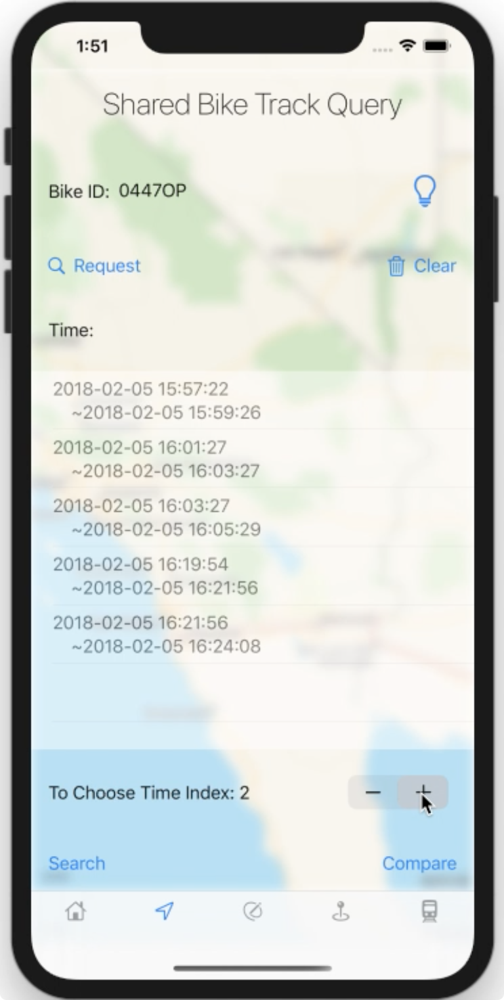 1:51
Shared Bike Track Query
Bike ID: 0447OP
Request
Clear
Time:
2018-02-05 15:57:22
~2018-02-05 15:59:26
2018-02-05 16:01:27
~2018-02-05 16:03:27
2018-02-05 16:03:27
~2018-02-05 16:05:29
2018-02-05 16:19:54
~2018-02-05 16:21:56
2018-02-05 16:21:56
~2018-02-05 16:24:08
To Choose Time Index: 2
− +
Search
Compare